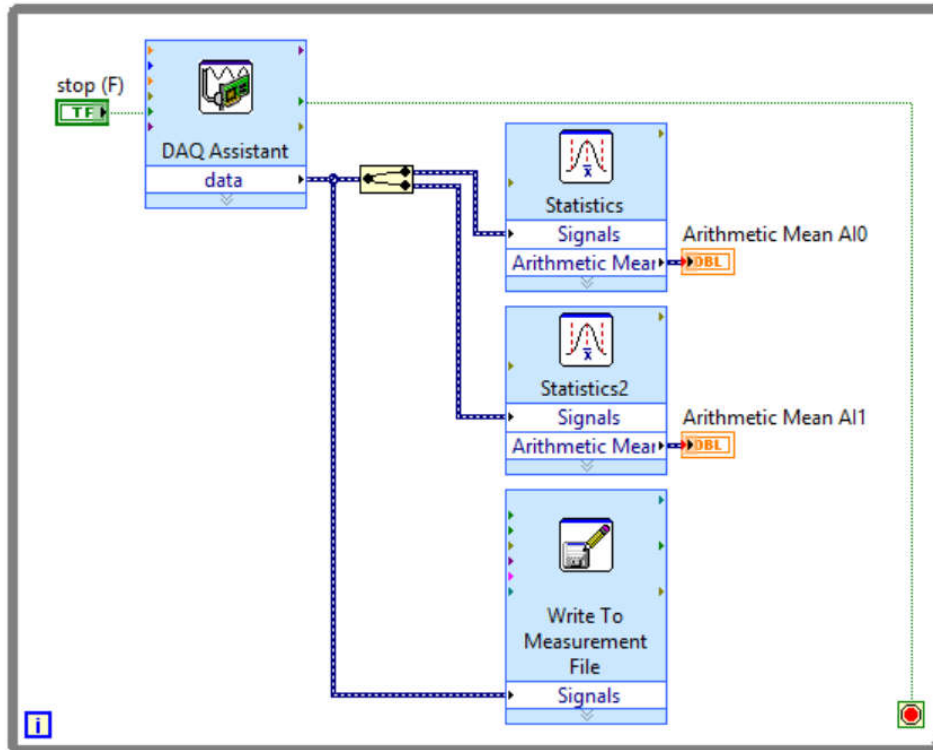 stop (F)
TF
DAQ Assistant
data
Statistics
Signals
Arithmetic Mear
Arithmetic Mean AI0
DBL
Statistics2
Signals
Arithmetic Mear
Arithmetic Mean AI1
DBL
Write To
Measurement
File
Signals
i